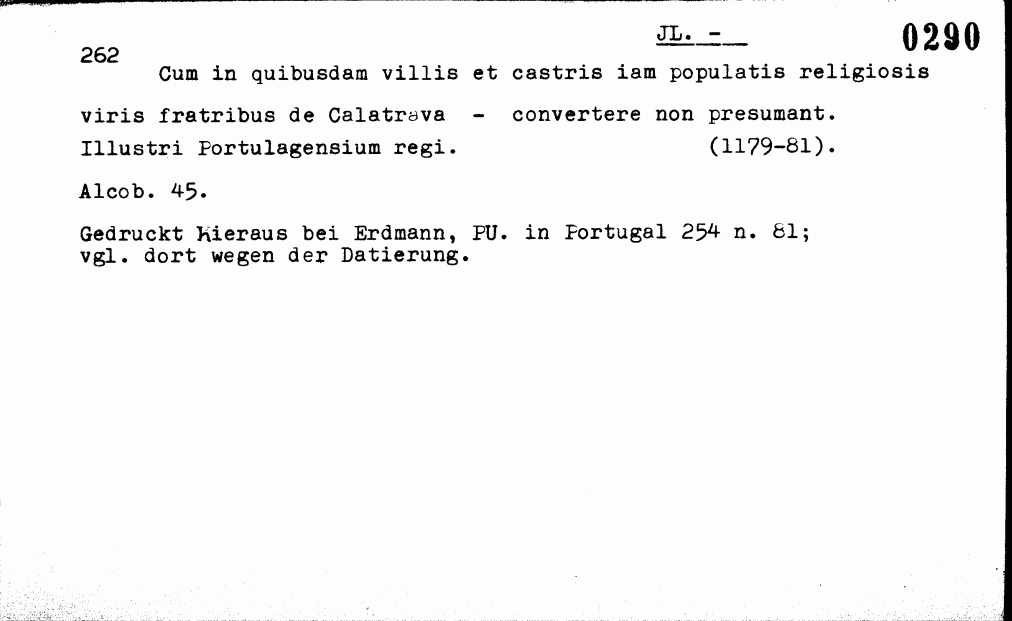 JL. -
0290
262
Cum in quibusdam villis et castris iam populatis religiosis
viris fratribus de Calatrava - convertere non presumant.
Illustri Portulagensium regi. (1179-81).
Alcob. 45.
Gedruckt hieraus bei Erdmann, PU. in Portugal 254 n. 81;
vgl. dort wegen der Datierung.